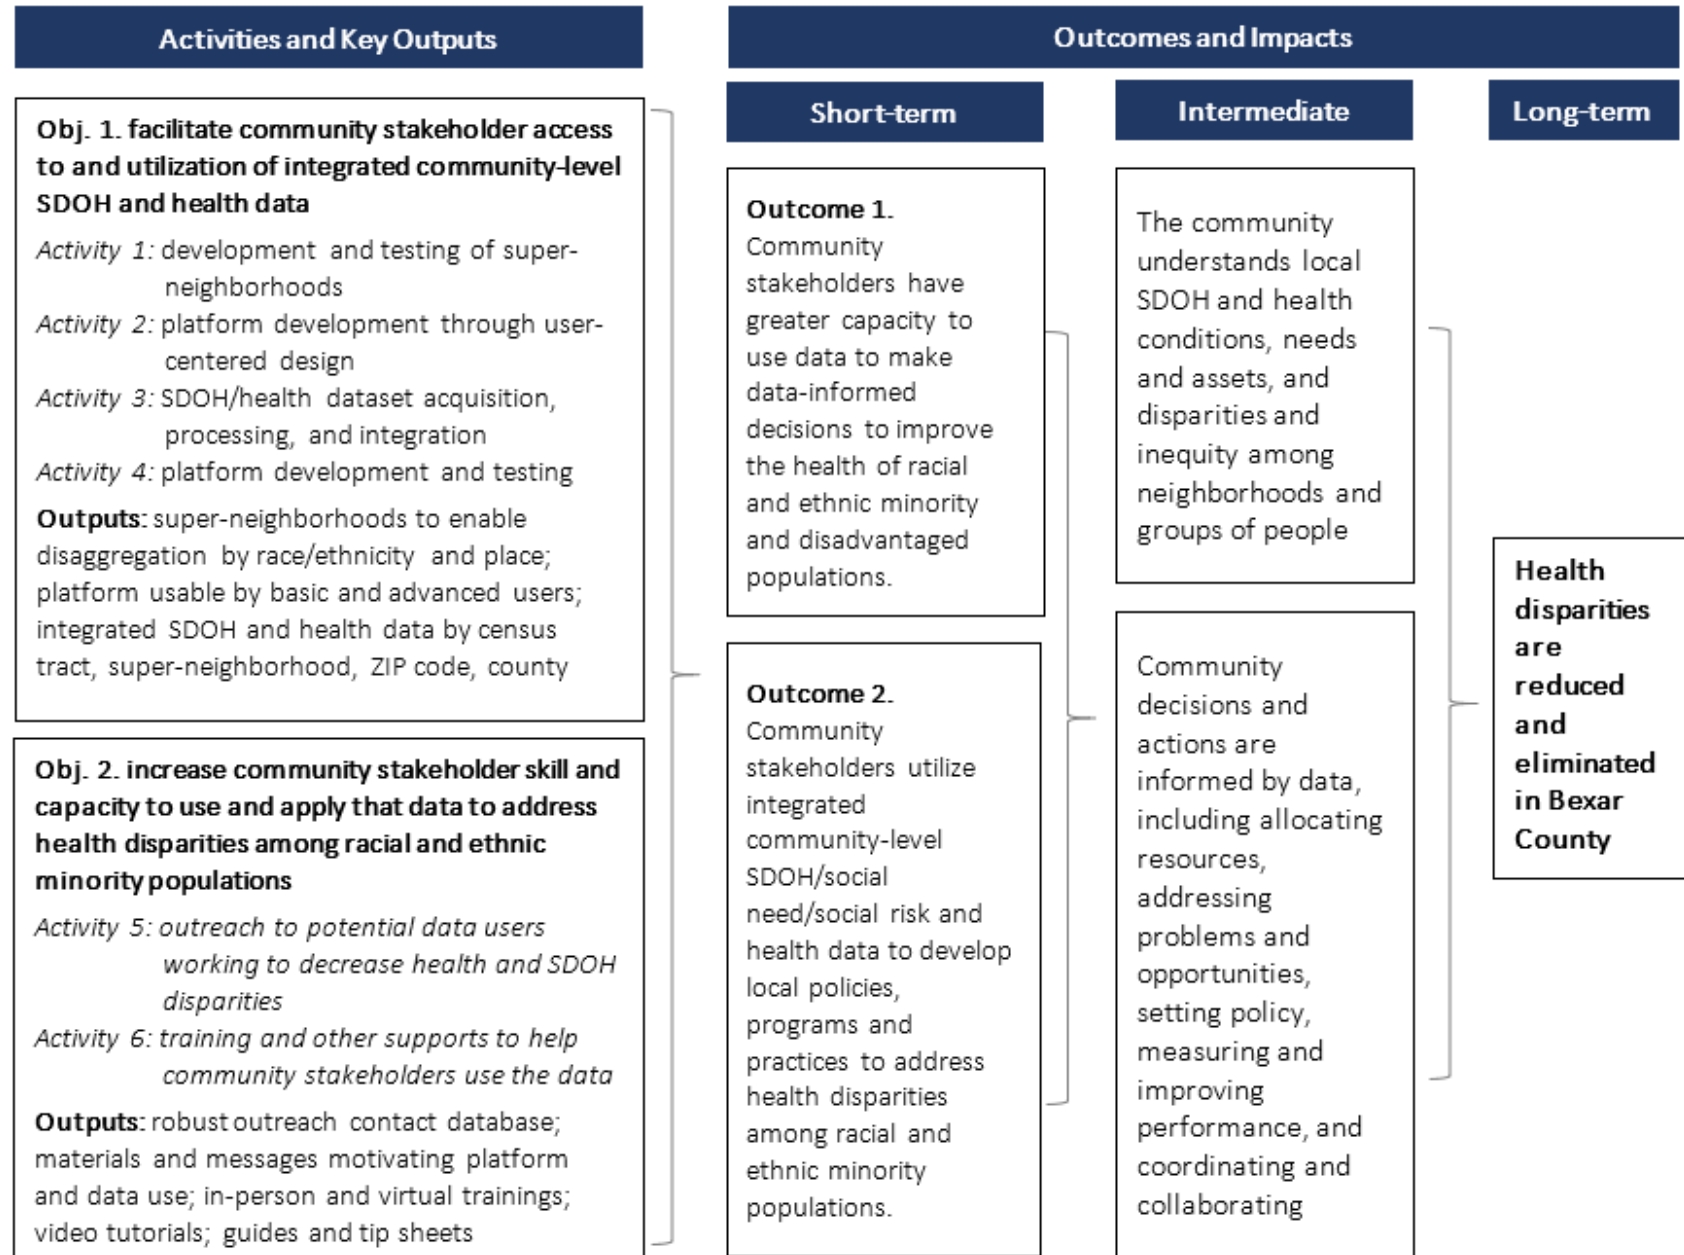 Activities and Key Outputs
Obj. 1. facilitate community stakeholder access
to and utilization of integrated community-level
SDOH and health data
Activity 1: development and testing of super-
neighborhoods
Activity 2: platform development through user-
centered design
Activity 3: SDOH/health dataset acquisition,
processing, and integration
Activity 4: platform development and testing
Outputs: super-neighborhoods to enable
disaggregation by race/ethnicity and place;
platform usable by basic and advanced users;
integrated SDOH and health data by census
tract, super-neighborhood, ZIP code, county
Obj. 2. increase community stakeholder skill and
capacity to use and apply that data to address
health disparities among racial and ethnic
minority populations
Activity 5: outreach to potential data users
working to decrease health and SDOH
disparities
Activity 6: training and other supports to help
community stakeholders use the data
Outputs: robust outreach contact database;
materials and messages motivating platform
and data use; in-person and virtual trainings;
video tutorials; guides and tip sheets
Outcomes and Impacts
Short-term
Outcome 1.
Community
stakeholders have
greater capacity to
use data to make
data-informed
decisions to improve
the health of racial
and ethnic minority
and disadvantaged
populations.
Outcome 2.
Community
stakeholders utilize
integrated
community-level
SDOH/social
need/social risk and
health data to develop
local policies,
programs and
practices to address
health disparities
among racial and
ethnic minority
populations.
Intermediate
The community
understands local
SDOH and health
conditions, needs
and assets, and
disparities and
inequity among
neighborhoods and
groups of people
Community
decisions and
actions are
informed by data,
including allocating
resources,
addressing
problems and
opportunities,
setting policy,
measuring and
improving
performance, and
coordinating and
collaborating
Long-term
Health
disparities
are
reduced
and
eliminated
in Bexar
County